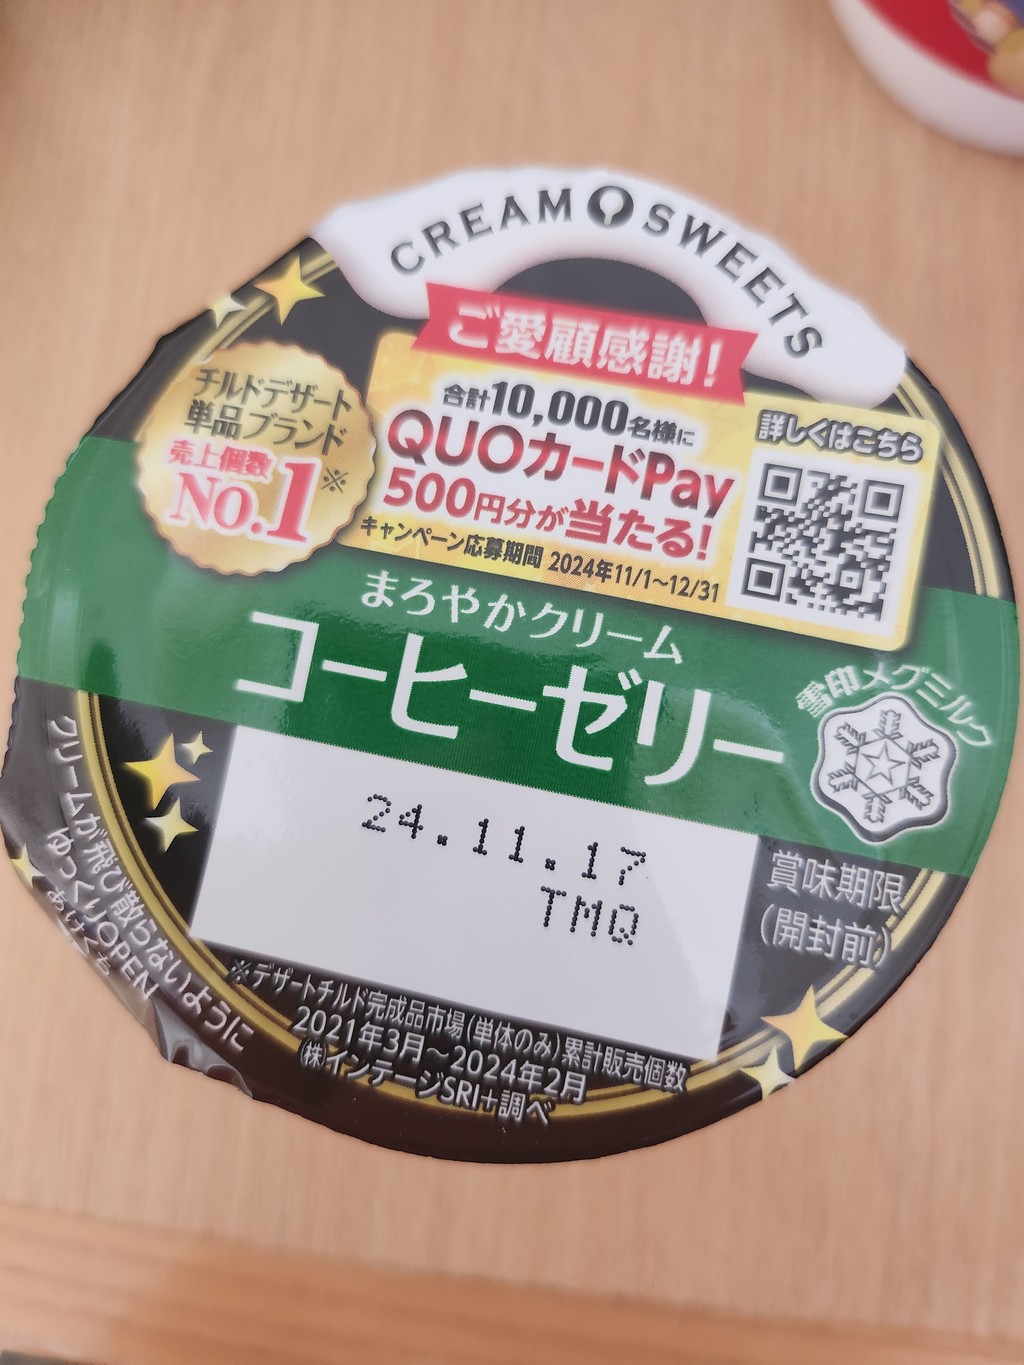 CREAM SWEETS
ご愛顧感謝!
チルドデザート
単品ブランド
売上個数
No.1※
合計10,000名様に
QUOカードPay
500円分が当たる!
キャンペーン応募期間 2024年11/1~12/31
詳しくはこちら
まろやかクリーム
コーヒーゼリー
雪印メグミルク
24.11.17
TMQ
賞味期限
(開封前)
※デザートチルド完成品市場(単体のみ)累計販売個数
2021年3月~2024年2月
㈱インテージSRI+調べ
クリームが飛び散らないように
ゆっくりOPEN
あけくち